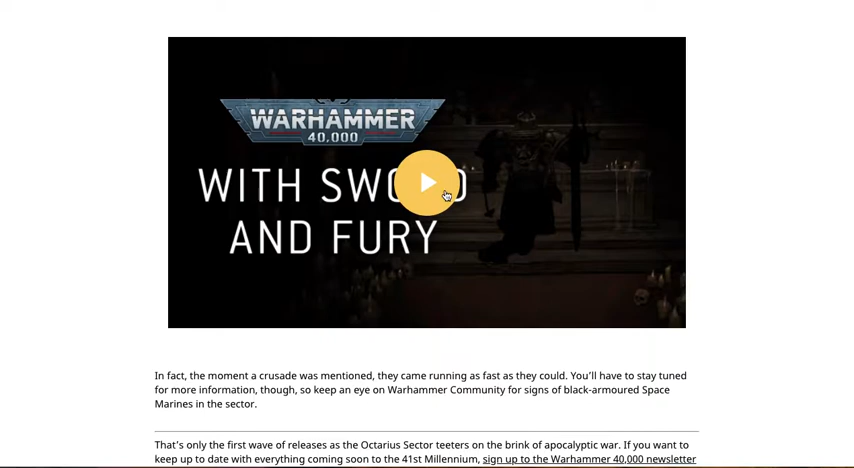 WARHAMMER
40,000
WITH SWORD
AND FURY
In fact, the moment a crusade was mentioned, they came running as fast as they could. You'll have to stay tuned
for more information, though, so keep an eye on Warhammer Community for signs of black-armoured Space
Marines in the sector.
That's only the first wave of releases as the Octarius Sector teeters on the brink of apocalyptic war. If you want to
keep up to date with everything coming soon to the 41st Millennium, sign up to the Warhammer 40,000 newsletter